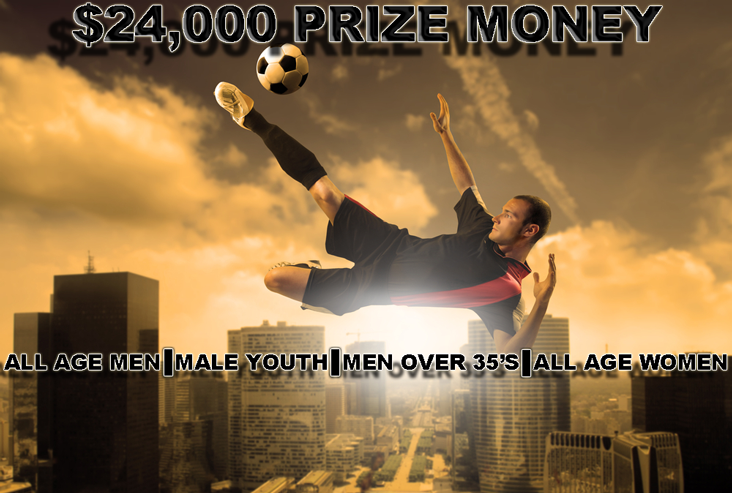 $24,000 PRIZE MONEY
ALL AGE MEN|MALE YOUTH|MEN OVER 35'S|ALL AGE WOMEN